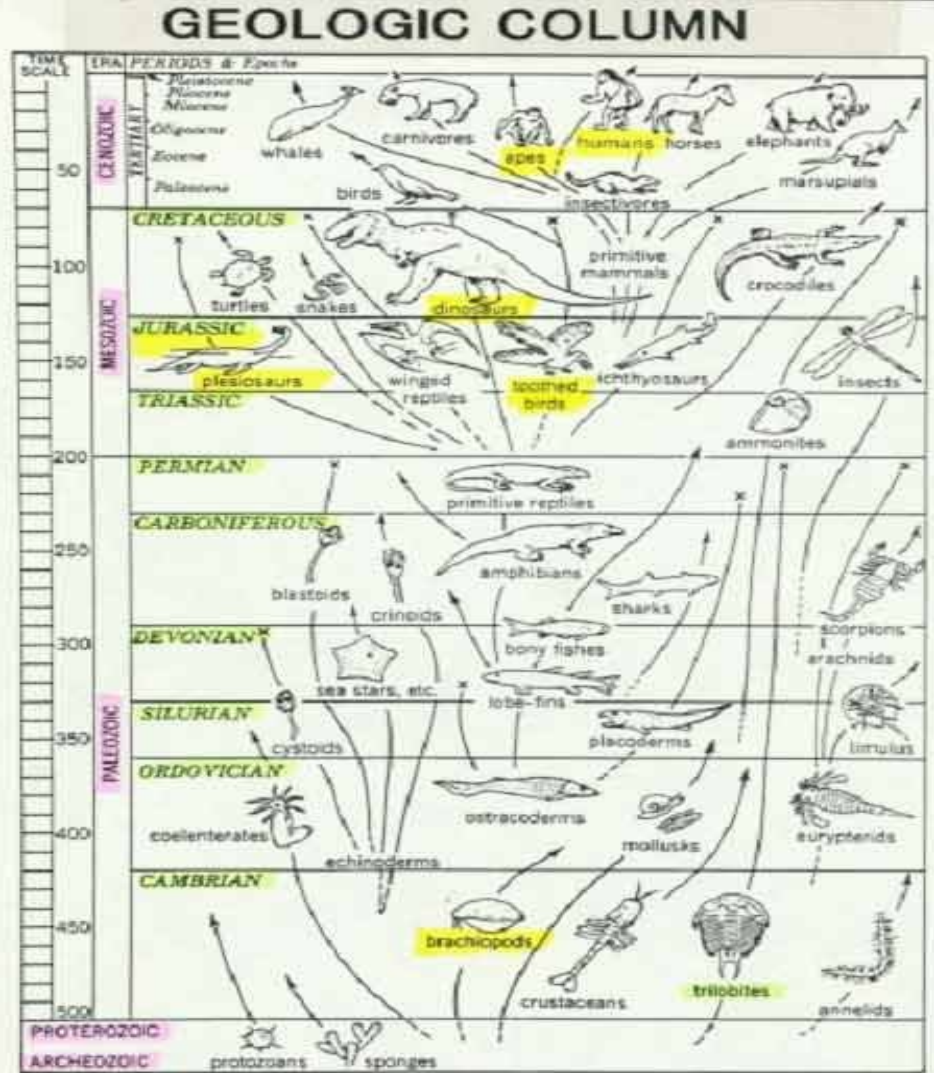 GEOLOGIC COLUMN
TIME SCALE
ERA
PERIODS & Epochs
CENOZOIC
TERTIARY
Pleistocene
Pliocene
Miocene
Oligocene
Eocene
Paleocene
50
whales
carnivores
apes
humans
horses
elephants
marsupials
birds
insectivores
MESOZOIC
CRETACEOUS
100
turtles
snakes
dinosaurs
primitive
mammals
crocodiles
JURASSIC
150
plesiosaurs
winged
reptiles
toothed
birds
ichthyosaurs
insects
TRIASSIC
ammonites
200
PALEOZOIC
PERMIAN
primitive reptiles
CARBONIFEROUS
250
blastoids
crinoids
amphibians
sharks
scorpions
arachnids
DEVONIAN
300
sea stars, etc.
bony fishes
lobe-fins
SILURIAN
350
cystoids
placoderms
limulus
ORDOVICIAN
400
coelenterates
echinoderms
ostracoderms
mollusks
eurypterids
CAMBRIAN
450
brachiopods
crustaceans
trilobites
annelids
500
PROTEROZOIC
ARCHEOZOIC
protozoans
sponges